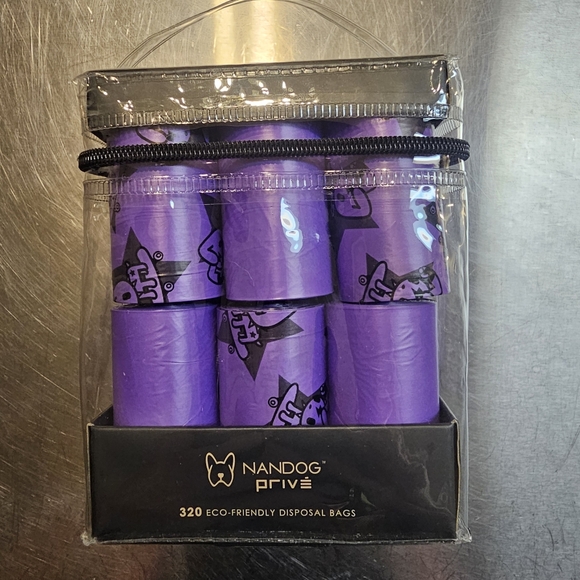 NANDOG™
privé
320 ECO-FRIENDLY DISPOSAL BAGS